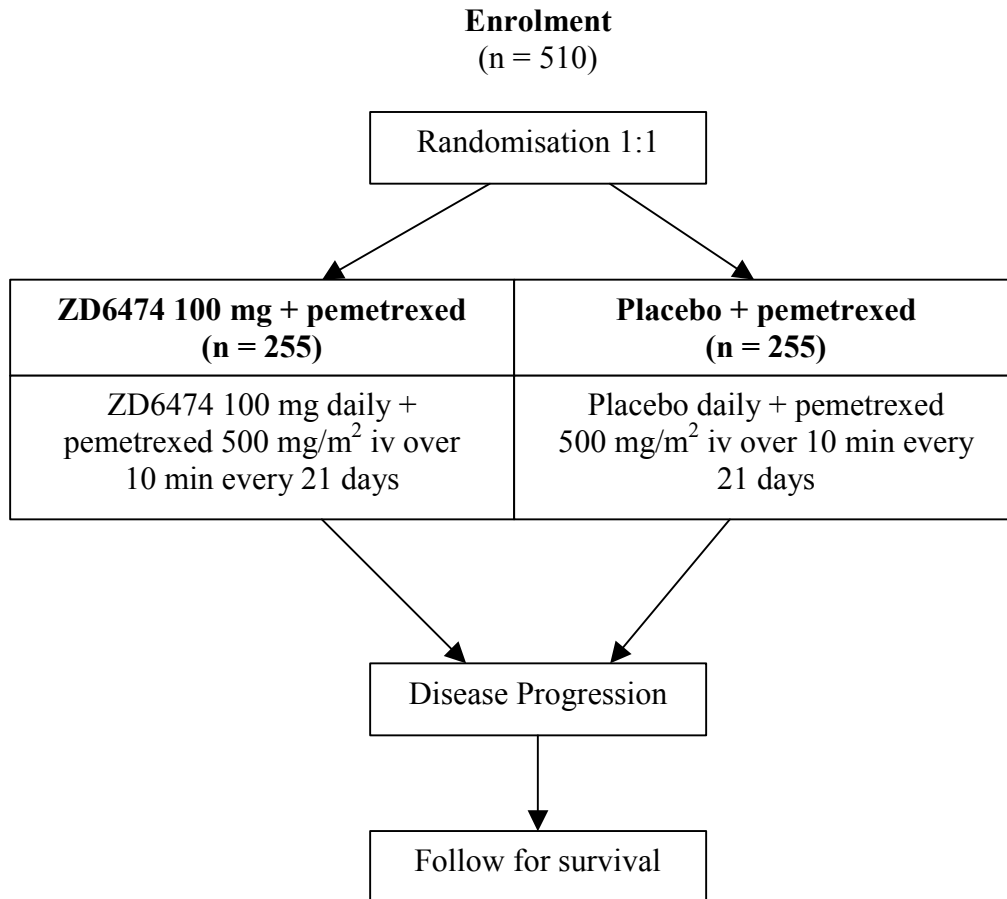 Enrolment
(n = 510)
Randomisation 1:1
ZD6474 100 mg + pemetrexed
(n = 255)
Placebo + pemetrexed
(n = 255)
ZD6474 100 mg daily +
pemetrexed 500 mg/m² iv over
10 min every 21 days
Placebo daily + pemetrexed
500 mg/m² iv over 10 min every
21 days
Disease Progression
Follow for survival